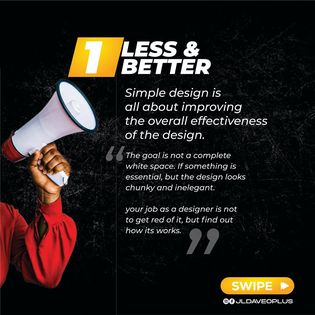 1 LESS &
BETTER
Simple design is
all about improving
the overall effectiveness
of the design.
“
The goal is not a complete
white space. If something is
essential, but the design looks
chunky and inelegant.
your job as a designer is not
to get red of it, but find out
how its works.
”
SWIPE
JLDAVEOPLUS